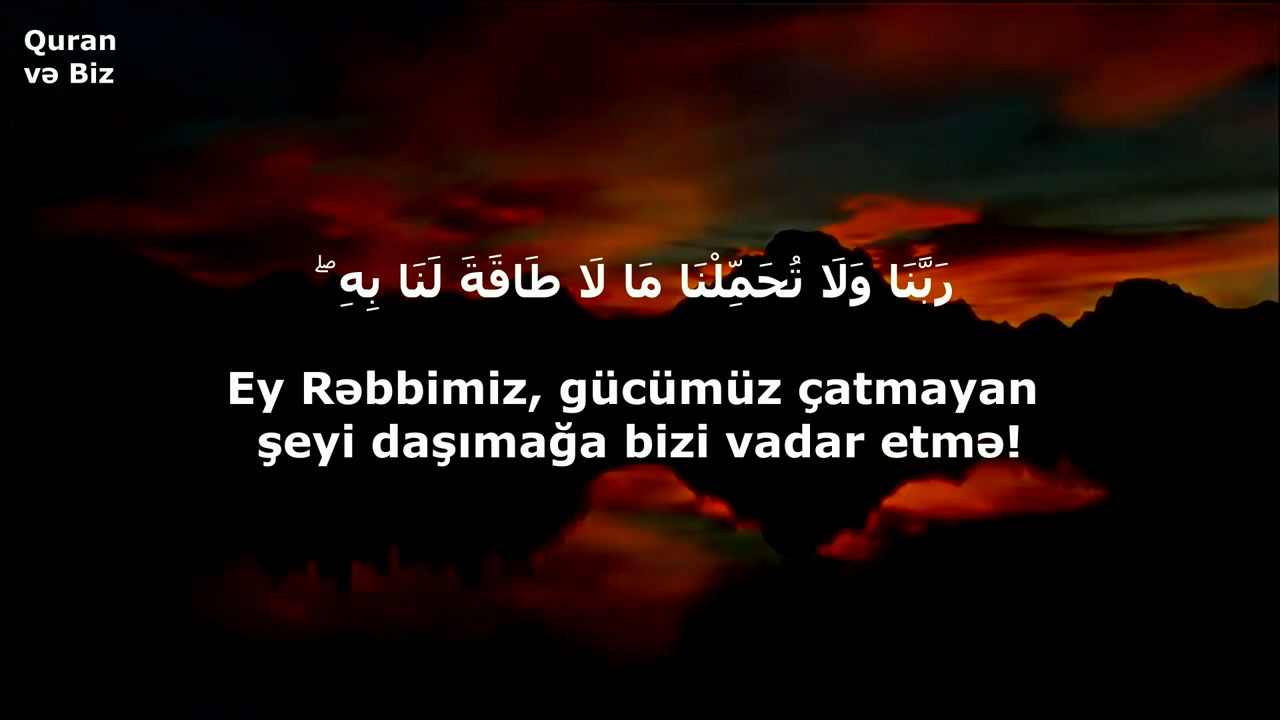 Quran
və Biz
رَبَّنَا وَلَا تُحَمِّلْنَا مَا لَا طَاقَةَ لَنَا بِهِ ۖ
Ey Rəbbimiz, gücümüz çatmayan
şeyi daşımağa bizi vadar etmə!